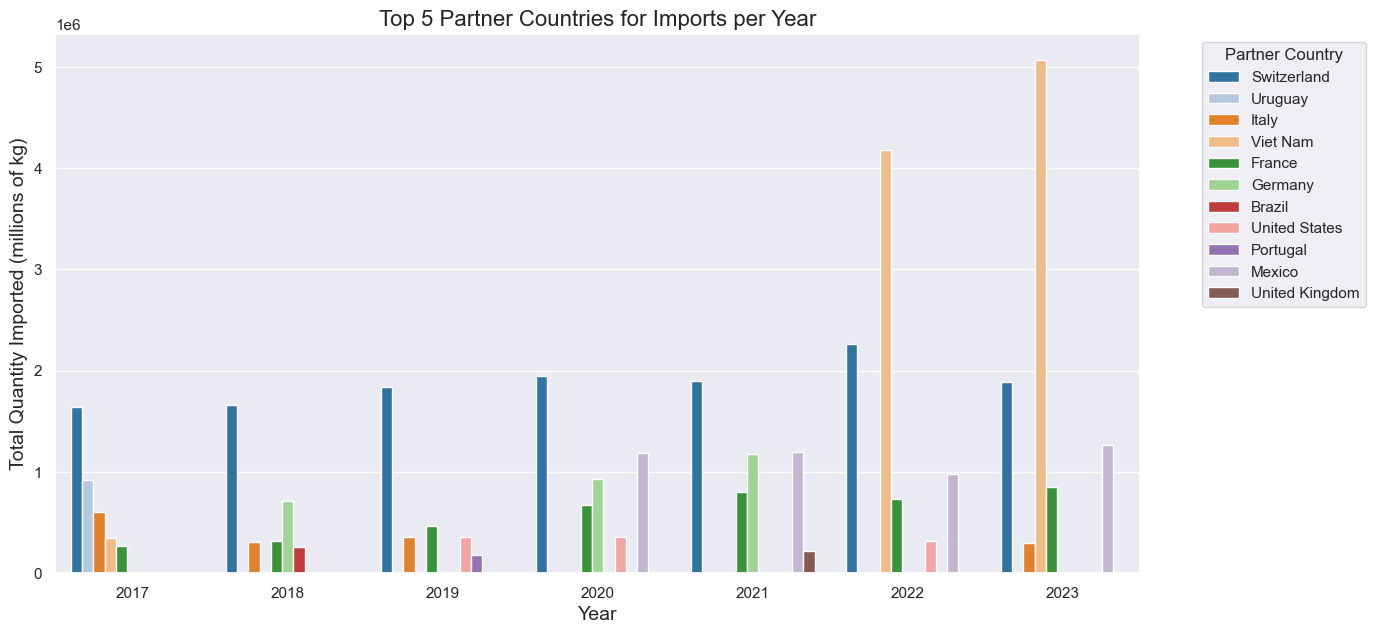 Top 5 Partner Countries for Imports per Year
1e6
5
4
3
2
1
0
Total Quantity Imported (millions of kg)
2017 2018 2019 2020 2021 2022 2023
Year
Partner Country
Switzerland
Uruguay
Italy
Viet Nam
France
Germany
Brazil
United States
Portugal
Mexico
United Kingdom